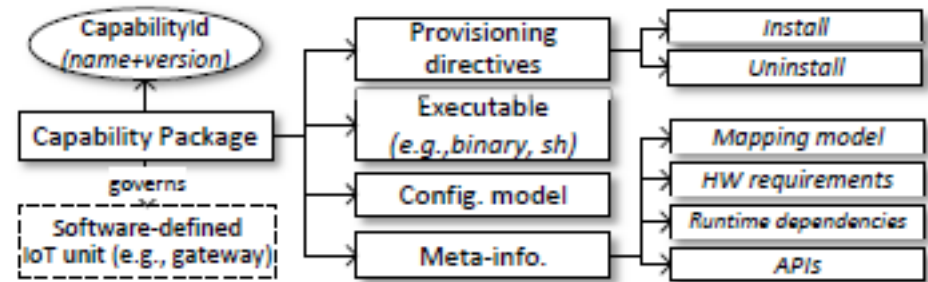 CapabilityId
(name+version)
Capability Package
governs
Software-defined
IoT unit (e.g., gateway)
Provisioning
directives
Executable
(e.g.,binary, sh)
Config. model
Meta-info.
Install
Uninstall
Mapping model
HW requirements
Runtime dependencies
APIs